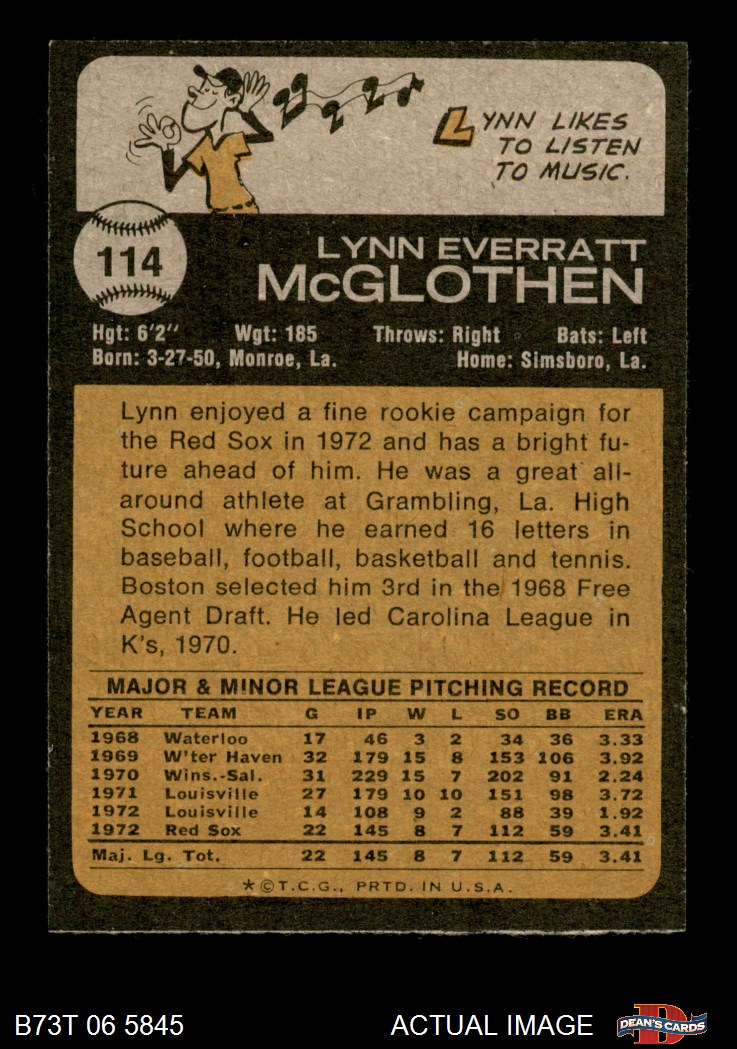 LYNN LIKES
TO LISTEN
TO MUSIC.
114
LYNN EVERRATT
McGLOTHEN
Hgt: 6'2" Wgt: 185 Throws: Right Bats: Left
Born: 3-27-50, Monroe, La. Home: Simsboro, La.
Lynn enjoyed a fine rookie campaign for
the Red Sox in 1972 and has a bright fu-
ture ahead of him. He was a great all-
around athlete at Grambling, La. High
School where he earned 16 letters in
baseball, football, basketball and tennis.
Boston selected him 3rd in the 1968 Free
Agent Draft. He led Carolina League in
K's, 1970.
MAJOR & MINOR LEAGUE PITCHING RECORD
YEAR TEAM G IP W L SO BB ERA
1968 Waterloo 17 46 3 2 34 36 3.33
1969 W'ter Haven 32 179 15 8 153 106 3.92
1970 Wins.-Sal. 31 229 15 7 202 91 2.24
1971 Louisville 27 179 10 10 151 98 3.72
1972 Louisville 14 108 9 2 88 39 1.92
1972 Red Sox 22 145 8 7 112 59 3.41
Maj. Lg. Tot. 22 145 8 7 112 59 3.41
*©T.C.G., PRTD. IN U.S.A.
B73T 06 5845 ACTUAL IMAGE D DEAN'S CARDS